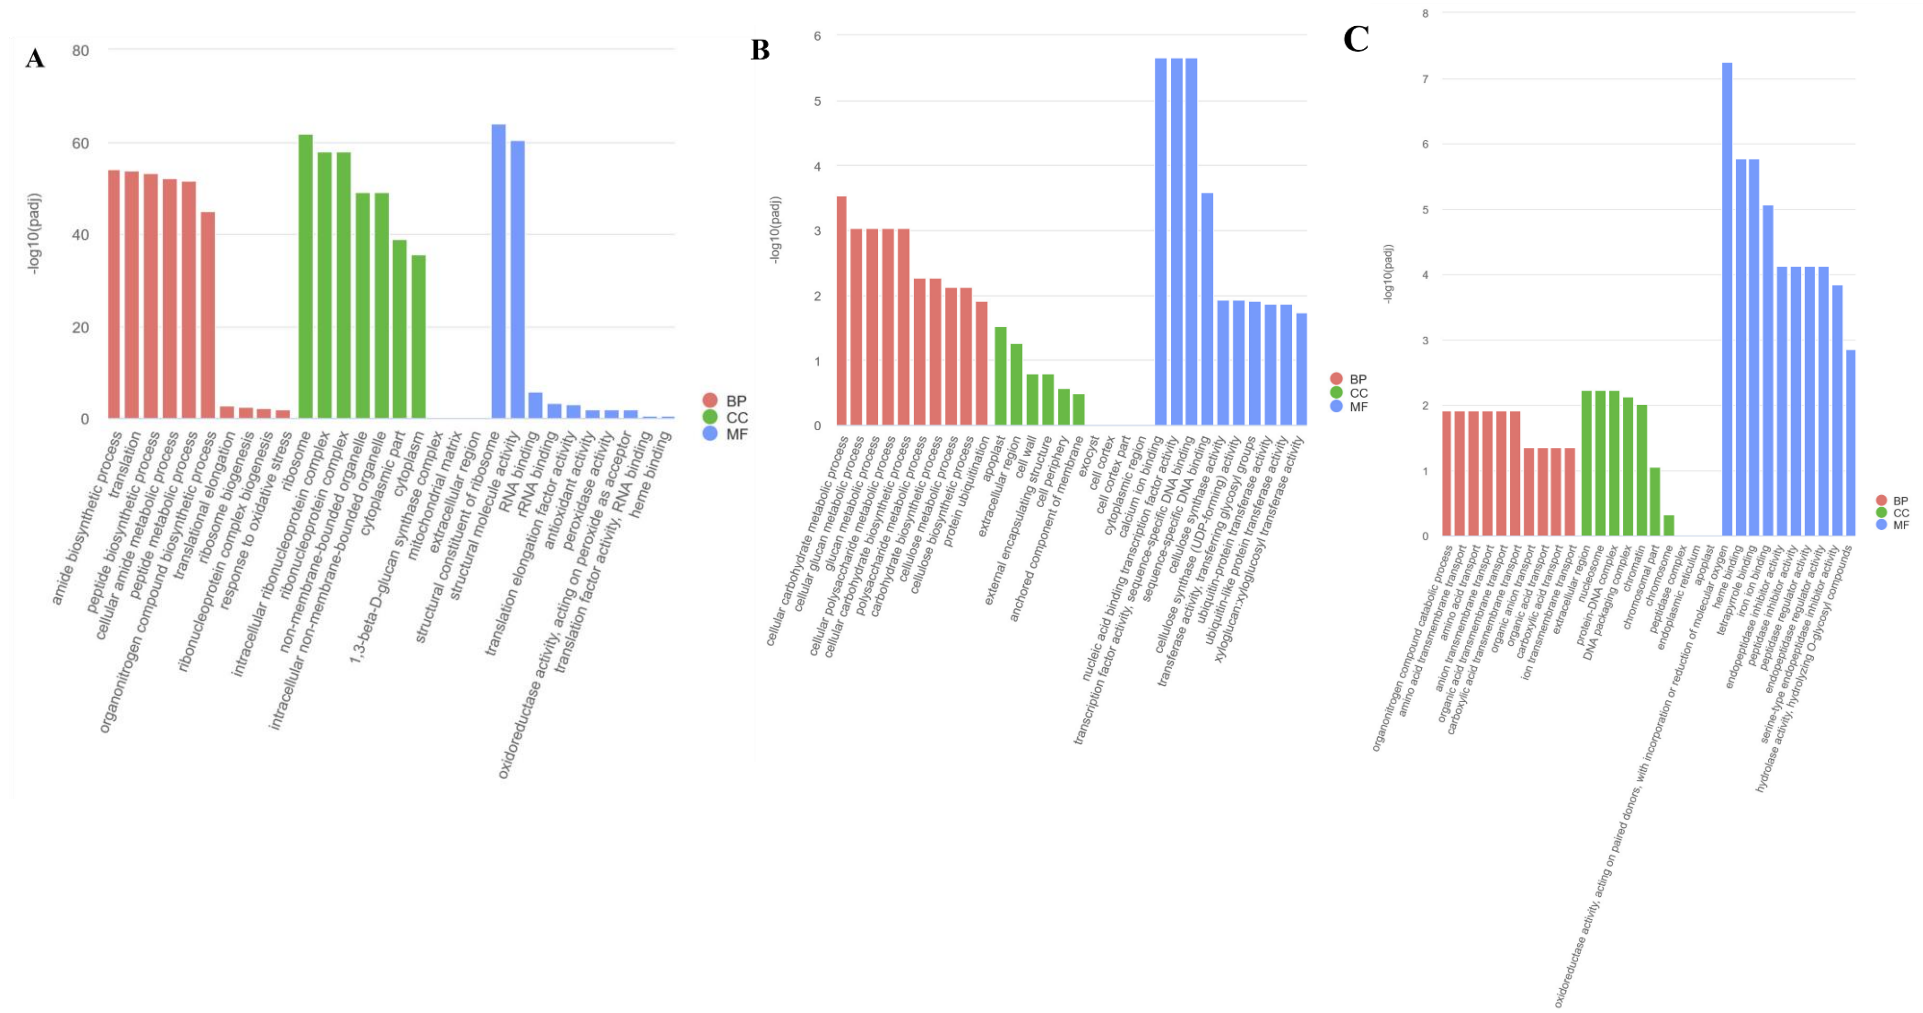 A
80
60
40
20
0
-log10(padj)
amide biosynthetic process
translation
peptide biosynthetic process
cellular amide metabolic process
peptide metabolic process
organonitrogen compound biosynthetic process
translational elongation
ribosome biogenesis
ribonucleoprotein complex biogenesis
response to oxidative stress
ribosome
intracellular ribonucleoprotein complex
ribonucleoprotein complex
non-membrane-bounded organelle
intracellular non-membrane-bounded organelle
cytoplasmic part
cytoplasm
1,3-beta-D-glucan synthase complex
mitochondrial matrix
extracellular region
structural constituent of ribosome
structural molecule activity
RNA binding
rRNA binding
translation elongation factor activity
antioxidant activity
peroxidase activity
oxidoreductase activity, acting on peroxide as acceptor
translation factor activity, RNA binding
heme binding
BP
CC
MF
B
6
5
4
3
2
1
0
-log10(padj)
cellular carbohydrate metabolic process
cellular glucan metabolic process
glucan metabolic process
cellular polysaccharide metabolic process
cellular carbohydrate biosynthetic process
polysaccharide metabolic process
carbohydrate biosynthetic process
cellulose metabolic process
cellulose biosynthetic process
protein ubiquitination
apoplast
extracellular region
cell wall
external encapsulating structure
cell periphery
anchored component of membrane
exocyst
cell cortex
cell cortex part
cytoplasmic region
calcium ion binding
nucleic acid binding transcription factor activity
transcription factor activity, sequence-specific DNA binding
sequence-specific DNA binding
cellulose synthase activity
cellulose synthase (UDP-forming) activity
transferase activity, transferring glycosyl groups
ubiquitin-protein transferase activity
ubiquitin-like protein transferase activity
xyloglucan:xyloglucosyl transferase activity
BP
CC
MF
C
8
7
6
5
4
3
2
1
0
-log10(padj)
organonitrogen compound catabolic process
amino acid transmembrane transport
amino acid transport
anion transmembrane transport
organic acid transmembrane transport
carboxylic acid transmembrane transport
organic anion transport
organic acid transport
carboxylic acid transport
ion transmembrane transport
extracellular region
nucleosome
protein-DNA complex
DNA packaging complex
chromatin
chromosomal part
chromosome
peptidase complex
endoplasmic reticulum
apoplast
oxidoreductase activity, acting on paired donors, with incorporation or reduction of molecular oxygen
heme binding
tetrapyrrole binding
iron ion binding
endopeptidase inhibitor activity
peptidase inhibitor activity
peptidase regulator activity
endopeptidase regulator activity
serine-type endopeptidase inhibitor activity
hydrolase activity, hydrolyzing O-glycosyl compounds
BP
CC
MF